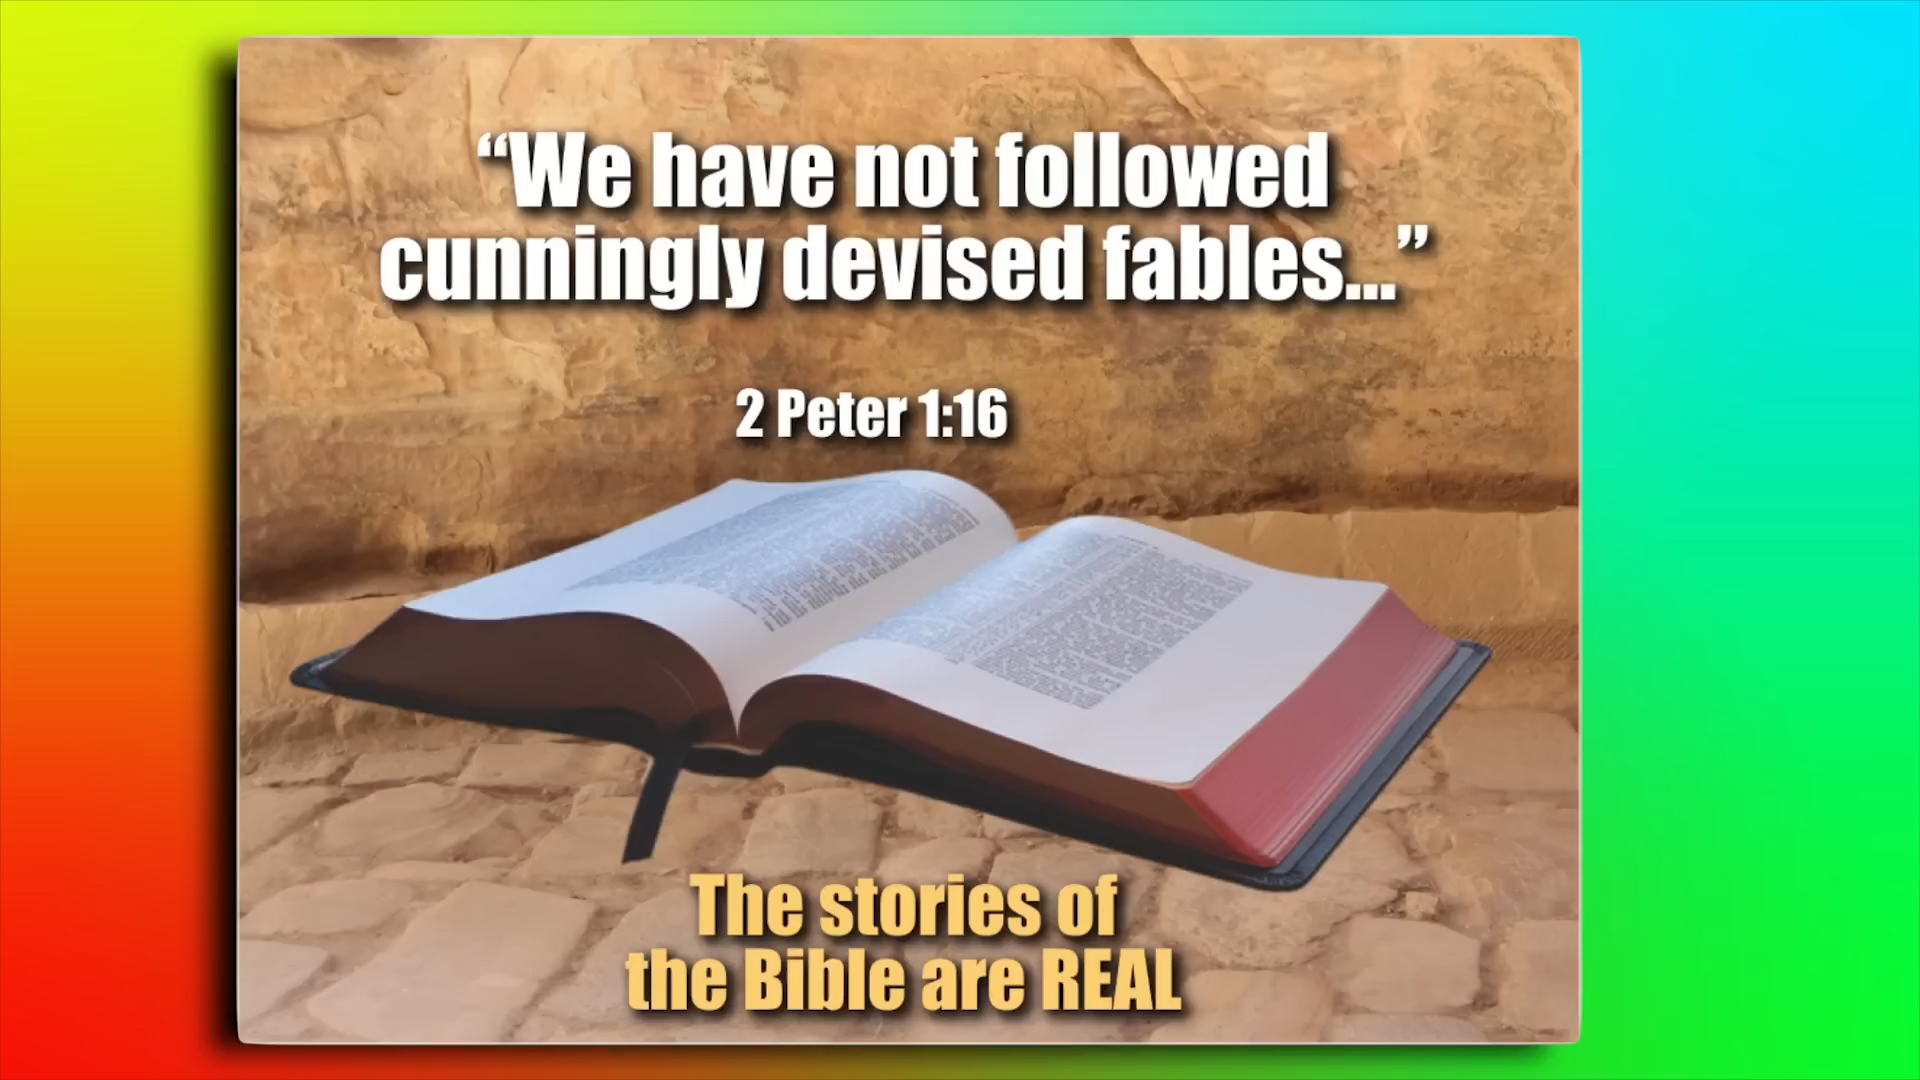 “We have not followed
cunningly devised fables...”
2 Peter 1:16
The stories of
the Bible are REAL